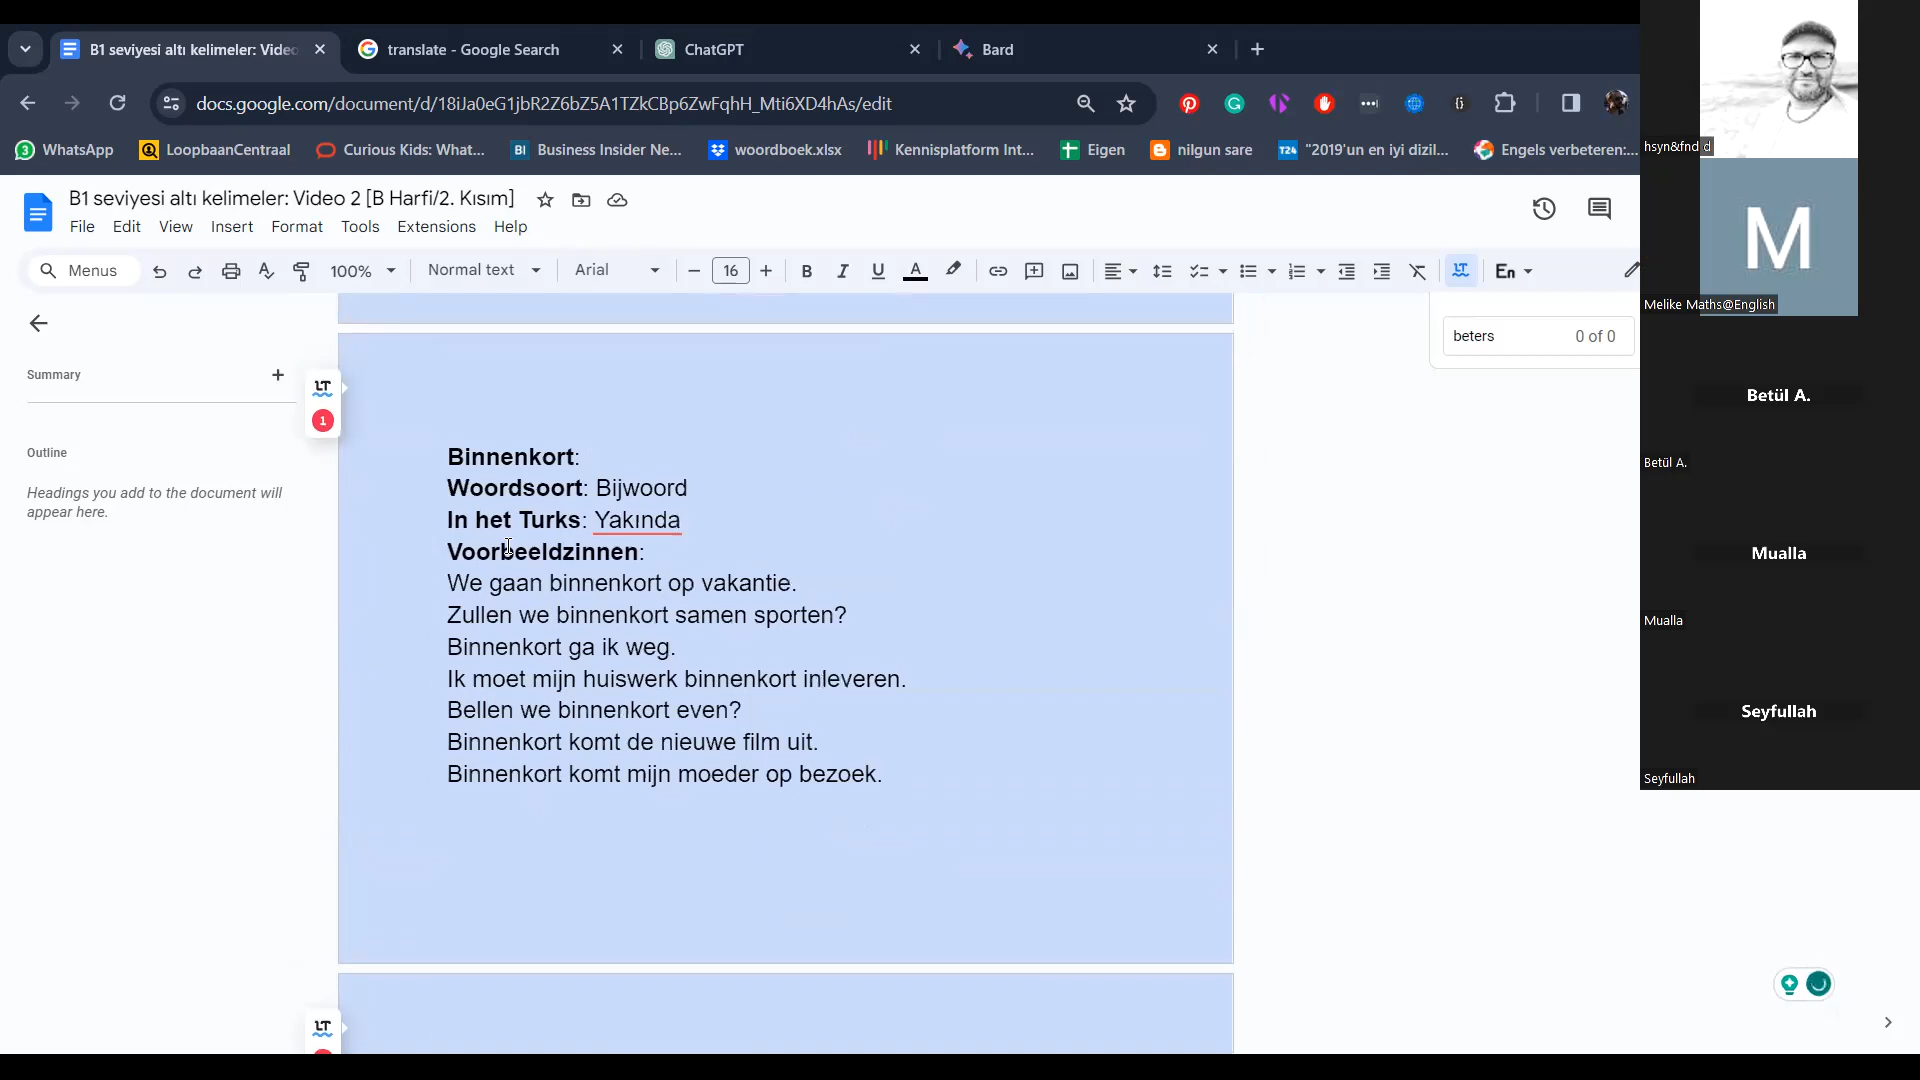 B1 seviyesi altı kelimeler: Video
translate - Google Search
ChatGPT
Bard
docs.google.com/document/d/18iJa0eG1jbR2Z6bZ5A1TZkCBp6ZwFqhH_Mti6XD4hAs/edit
WhatsApp
LoopbaanCentraal
Curious Kids: What...
Business Insider Ne...
woordboek.xlsx
Kennisplatform Int...
Eigen
nilgun sare
"2019'un en iyi dizil...
Engels verbeteren:...
B1 seviyesi altı kelimeler: Video 2 [B Harfi/2. Kısım]
File Edit View Insert Format Tools Extensions Help
Menus 100% Normal text Arial 16 B I U A En
Summary
Outline
Headings you add to the document will
appear here.
LT
1
Binnenkort:
Woordsoort: Bijwoord
In het Turks: Yakında
Voorbeeldzinnen:
We gaan binnenkort op vakantie.
Zullen we binnenkort samen sporten?
Binnenkort ga ik weg.
Ik moet mijn huiswerk binnenkort inleveren.
Bellen we binnenkort even?
Binnenkort komt de nieuwe film uit.
Binnenkort komt mijn moeder op bezoek.
LT
beters 0 of 0
hsyn&fnd d
M
Melike Maths@English
Betül A.
Betül A.
Mualla
Mualla
Seyfullah
Seyfullah